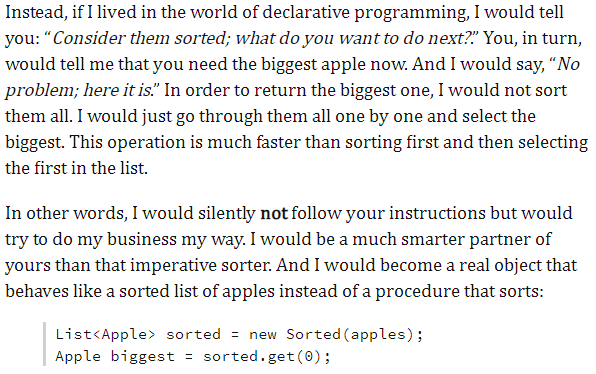 Instead, if I lived in the world of declarative programming, I would tell
you: “Consider them sorted; what do you want to do next?.” You, in turn,
would tell me that you need the biggest apple now. And I would say, “No
problem; here it is.” In order to return the biggest one, I would not sort
them all. I would just go through them all one by one and select the
biggest. This operation is much faster than sorting first and then selecting
the first in the list.
In other words, I would silently not follow your instructions but would
try to do my business my way. I would be a much smarter partner of
yours than that imperative sorter. And I would become a real object that
behaves like a sorted list of apples instead of a procedure that sorts:
List<Apple> sorted = new Sorted(apples);
Apple biggest = sorted.get(0);